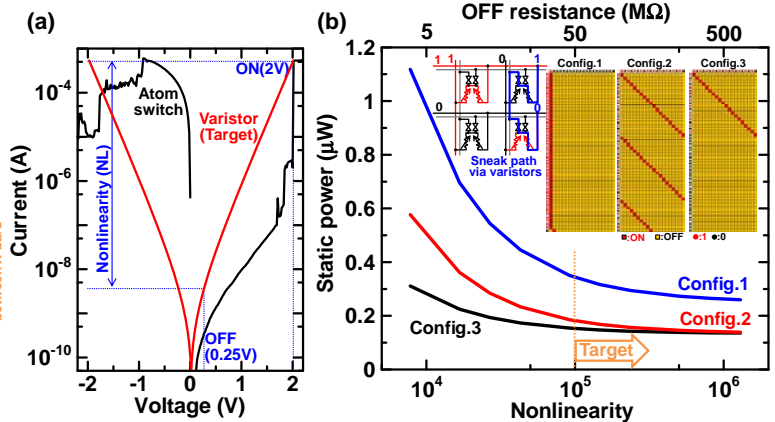 (a)
10⁻⁴
10⁻⁶
10⁻⁸
10⁻¹⁰
Current (A)
Nonlinearity (NL)
ON(2V)
Atom
switch
Varistor
(Target)
OFF
(0.25V)
-2
-1
0
1
2
Voltage (V)
(b)
OFF resistance (MΩ)
5
50
500
1.2
1
0.8
0.6
0.4
0.2
0
Static power (μW)
1
1
0
1
0
0
Sneak path
via varistors
Config.1
Config.2
Config.3
:ON
:OFF
:1
:0
Config.1
Config.2
Config.3
Target
10⁴
10⁵
10⁶
Nonlinearity